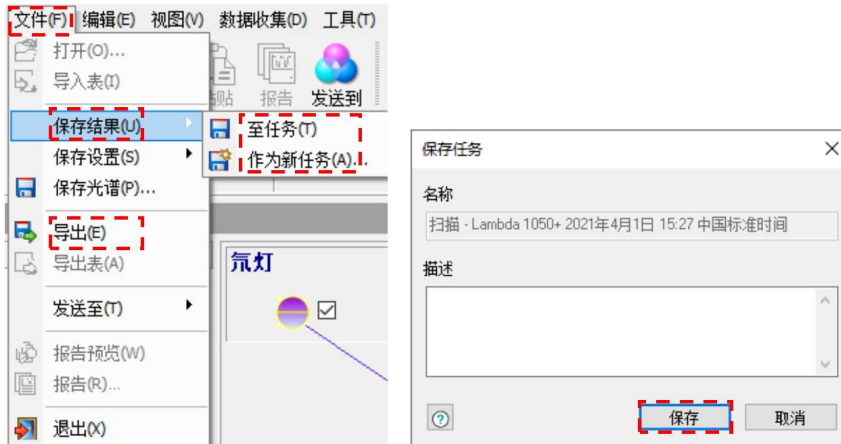 文件(F) 编辑(E) 视图(V) 数据收集(D) 工具(T)
打开(O)...
导入表(I)
粘贴 报告 发送到
保存结果(U)
至任务(T)
作为新任务(A)...
保存设置(S)
保存光谱(P)...
导出(E)
导出表(A)
氘灯
发送至(T)
报告预览(W)
报告(R)...
退出(X)
保存任务
名称
扫描 - Lambda 1050+ 2021年4月1日 15:27 中国标准时间
描述
保存 取消